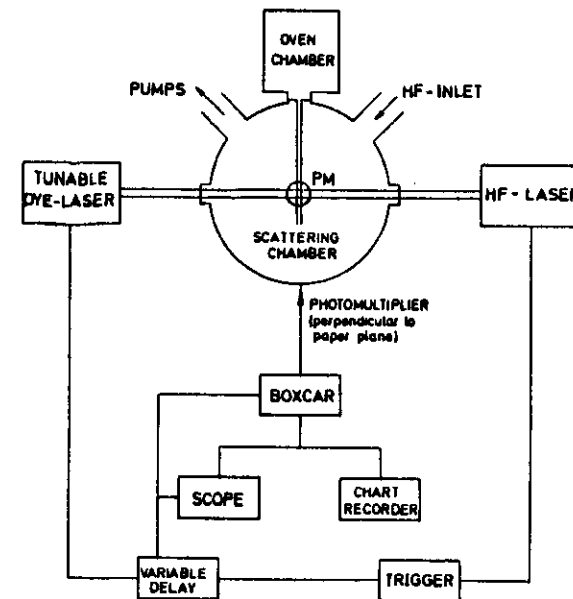 OVEN
CHAMBER
PUMPS
HF-INLET
TUNABLE
DYE-LASER
PM
HF-LASER
SCATTERING
CHAMBER
PHOTOMULTIPLIER
(perpendicular to
paper plane)
BOXCAR
SCOPE
CHART
RECORDER
VARIABLE
DELAY
TRIGGER